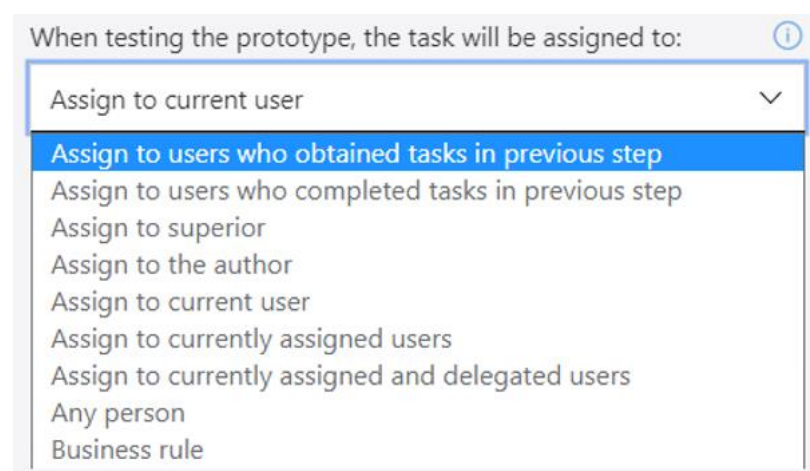 When testing the prototype, the task will be assigned to:
Assign to current user
Assign to users who obtained tasks in previous step
Assign to users who completed tasks in previous step
Assign to superior
Assign to the author
Assign to current user
Assign to currently assigned users
Assign to currently assigned and delegated users
Any person
Business rule